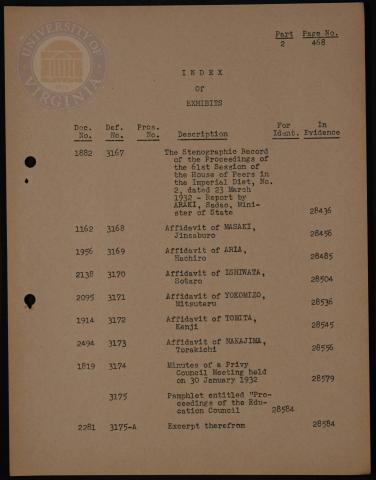 UNIVERSITY OF VIRGINIA
Part Page No.
2 468
I N D E X
Of
EXHIBITS
Doc. Def. Pros. For In
No. No. No. Description Ident. Evidence
1882 3167 The Stenographic Record
of the Proceedings of
the 61st Session of
the House of Peers in
the Imperial Diet, No.
2, dated 23 March
1932 - Report by
ARAKI, Sadao, Mini-
ster of State 28436
1162 3168 Affidavit of MASAKI,
Jinsaburo 28456
1956 3169 Affidavit of ARIA,
Hachiro 28485
2138 3170 Affidavit of ISHIWATA,
Sotaro 28504
2095 3171 Affidavit of YOKOMIZO,
Mitsuteru 28536
1914 3172 Affidavit of TOMITA,
Kenji 28545
2494 3173 Affidavit of NAKAJIMA,
Torakichi 28556
1819 3174 Minutes of a Privy
Council Meeting held
on 30 January 1932 28579
3175 Pamphlet entitled "Pro-
ceedings of the Edu-
cation Council 28584
2281 3175-A Excerpt therefrom 28584